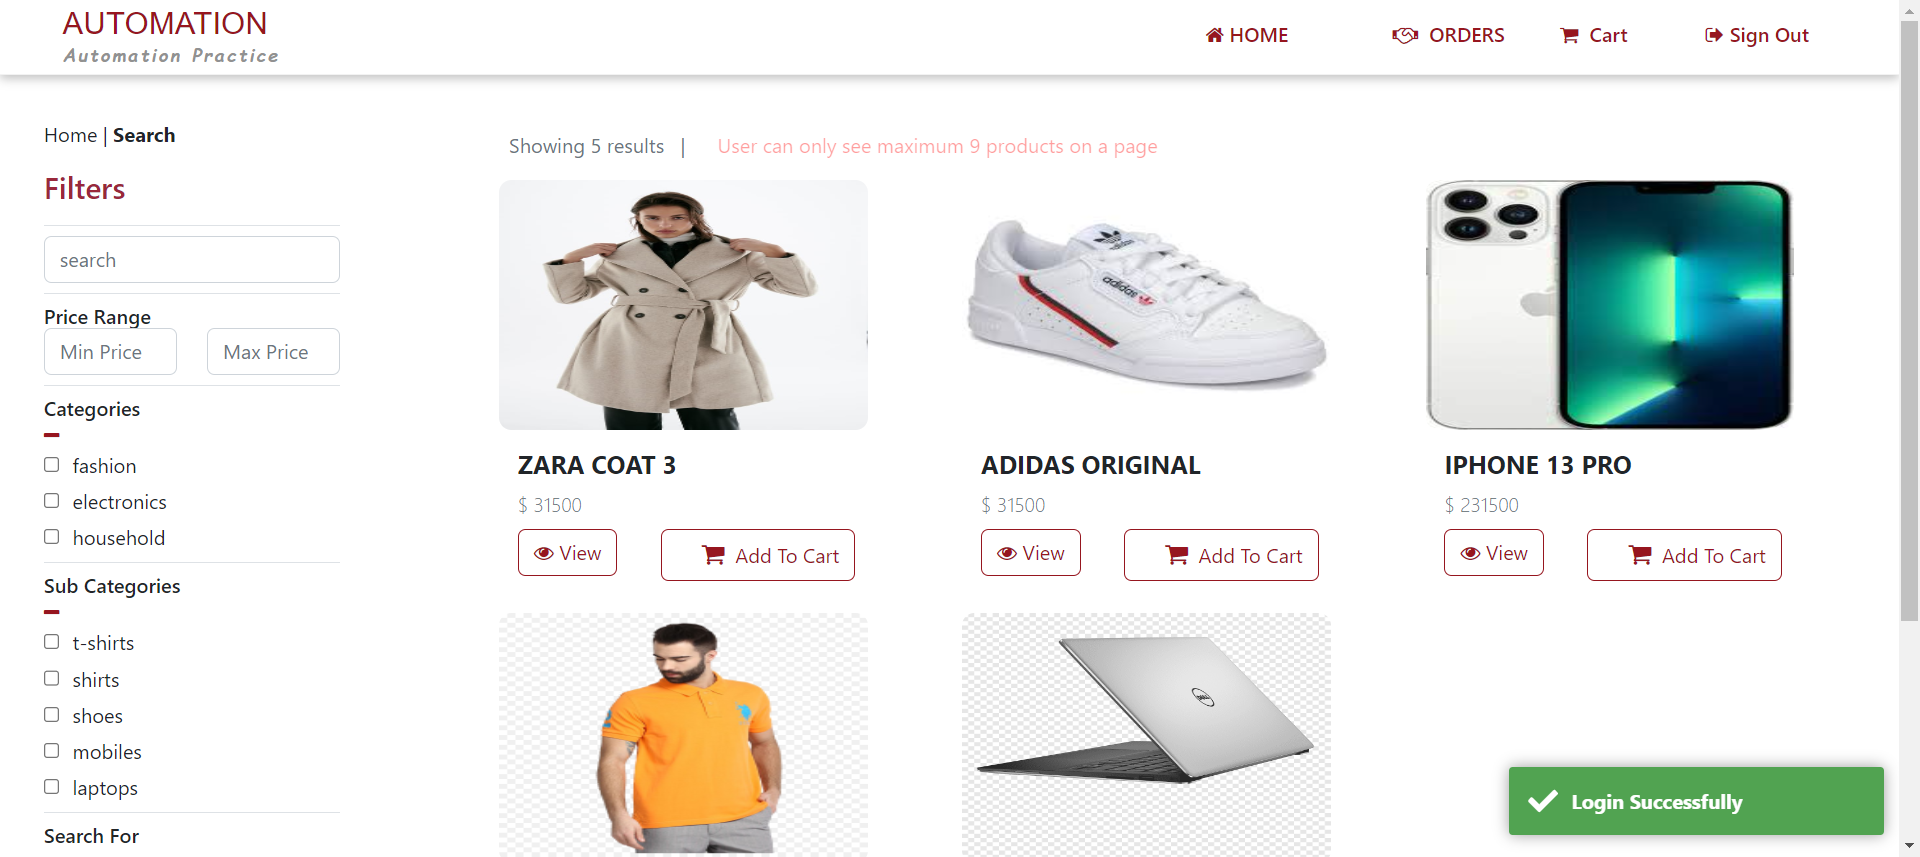 AUTOMATION
Automation Practice
HOME
ORDERS
Cart
Sign Out
Home | Search
Showing 5 results |
User can only see maximum 9 products on a page
Filters
search
Price Range
Min Price
Max Price
Categories
fashion
electronics
household
Sub Categories
t-shirts
shirts
shoes
mobiles
laptops
Search For
adidas
adidas
ZARA COAT 3
$ 31500
View
Add To Cart
ADIDAS ORIGINAL
$ 31500
View
Add To Cart
IPHONE 13 PRO
$ 231500
View
Add To Cart
DELL
Login Successfully